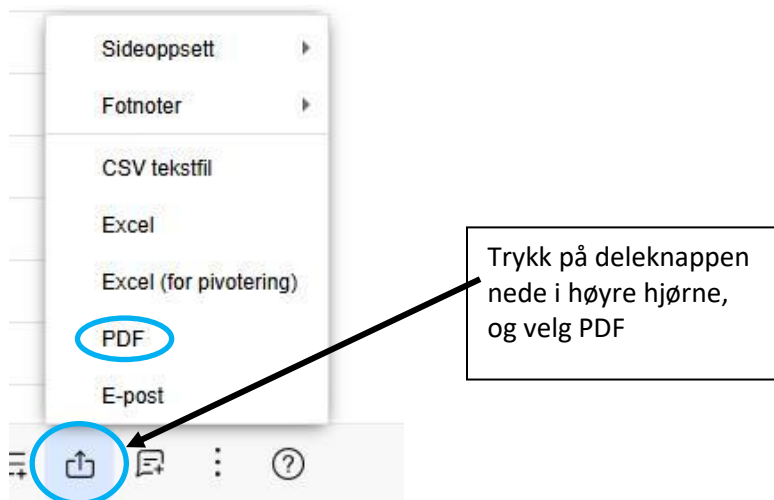 Sideoppsett
Fotnoter
CSV tekstfil
Excel
Excel (for pivotering)
PDF
E-post
Trykk på deleknappen
nede i høyre hjørne,
og velg PDF